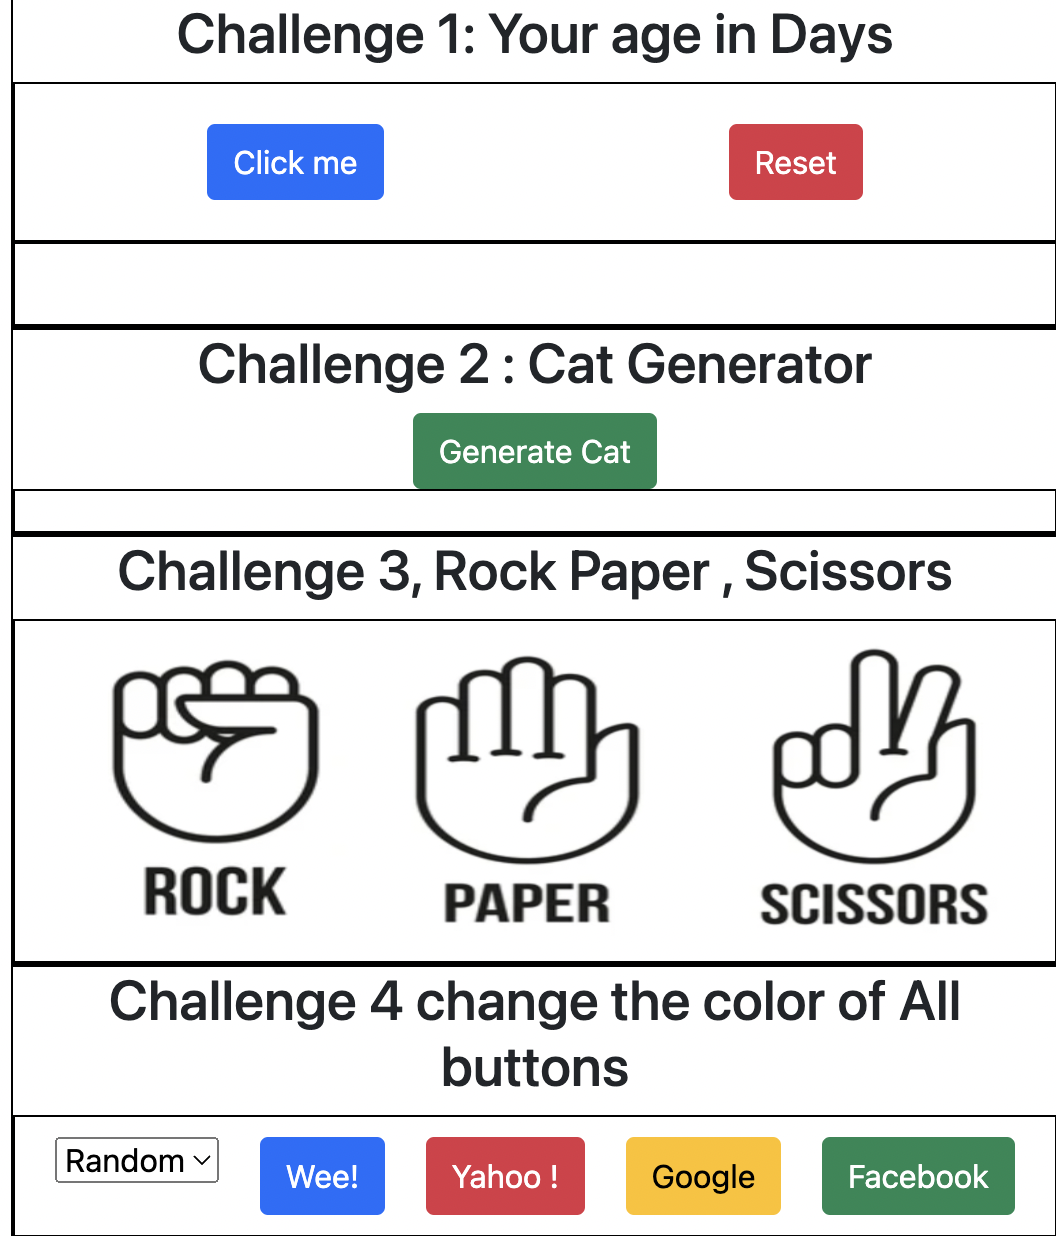 Challenge 1: Your age in Days
Click me Reset
Challenge 2 : Cat Generator
Generate Cat
Challenge 3, Rock Paper , Scissors
ROCK PAPER SCISSORS
Challenge 4 change the color of All
buttons
Random Wee! Yahoo ! Google Facebook